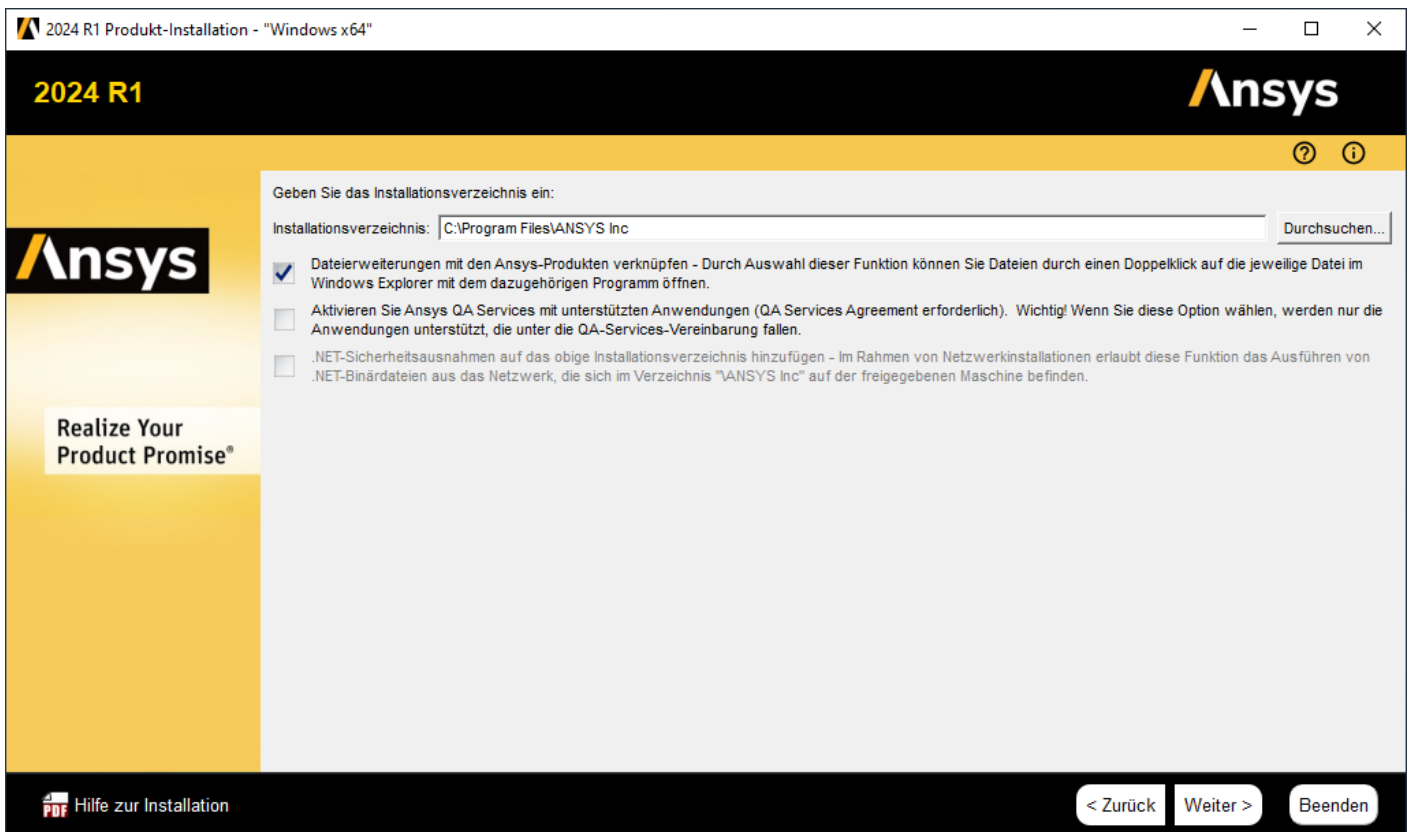 2024 R1 Produkt-Installation - "Windows x64"
2024 R1
Ansys
Geben Sie das Installationsverzeichnis ein:
Installationsverzeichnis: C:\Program Files\ANSYS Inc Durchsuchen...
Ansys
Dateierweiterungen mit den Ansys-Produkten verknüpfen - Durch Auswahl dieser Funktion können Sie Dateien durch einen Doppelklick auf die jeweilige Datei im
Windows Explorer mit dem dazugehörigen Programm öffnen.
Aktivieren Sie Ansys QA Services mit unterstützten Anwendungen (QA Services Agreement erforderlich). Wichtig! Wenn Sie diese Option wählen, werden nur die
Anwendungen unterstützt, die unter die QA-Services-Vereinbarung fallen.
.NET-Sicherheitsausnahmen auf das obige Installationsverzeichnis hinzufügen - Im Rahmen von Netzwerkinstallationen erlaubt diese Funktion das Ausführen von
.NET-Binärdateien aus das Netzwerk, die sich im Verzeichnis "\ANSYS Inc" auf der freigegebenen Maschine befinden.
Realize Your
Product Promise®
PDF Hilfe zur Installation
< Zurück Weiter > Beenden